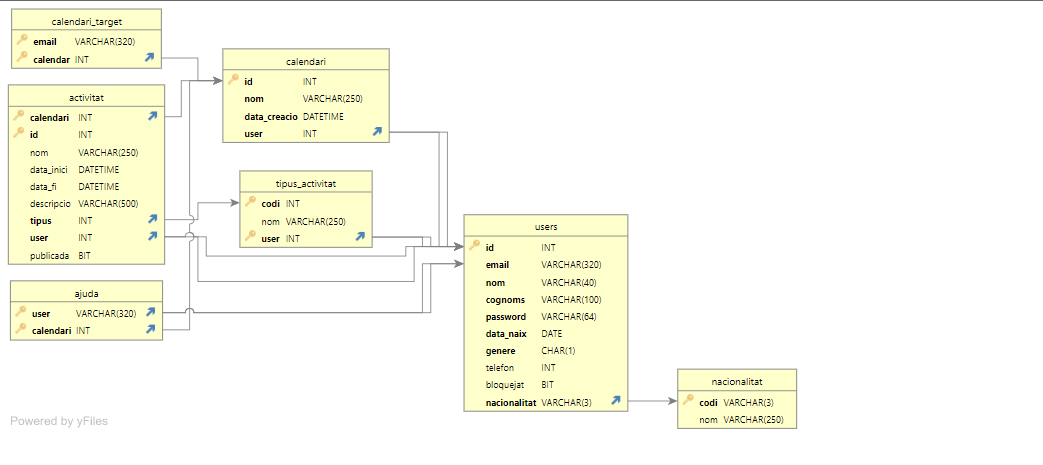 calendari_target
email VARCHAR(320)
calendar INT
calendari
id INT
nom VARCHAR(250)
data_creacio DATETIME
user INT
activitat
calendari INT
id INT
nom VARCHAR(250)
data_inici DATETIME
data_fi DATETIME
descripcio VARCHAR(500)
tipus INT
user INT
publicada BIT
tipus_activitat
codi INT
nom VARCHAR(250)
user INT
users
id INT
email VARCHAR(320)
nom VARCHAR(40)
cognoms VARCHAR(100)
password VARCHAR(64)
data_naix DATE
genere CHAR(1)
telefon INT
bloquejat BIT
nacionalitat VARCHAR(3)
ajuda
user VARCHAR(320)
calendari INT
nacionalitat
codi VARCHAR(3)
nom VARCHAR(250)
Powered by yFiles